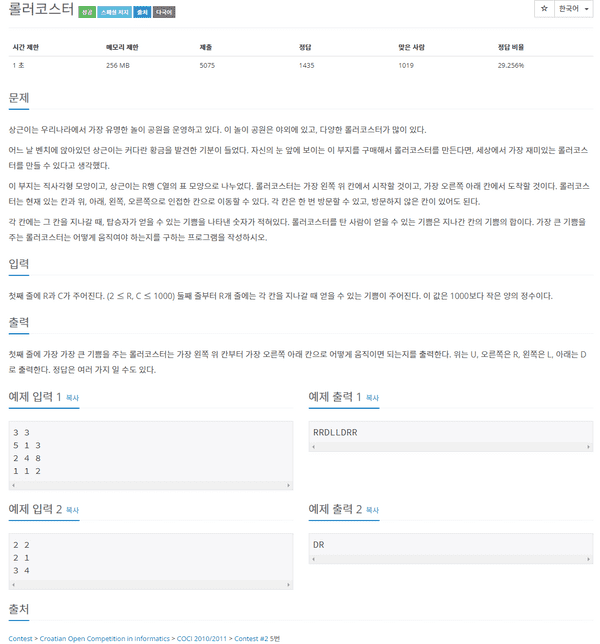 롤러코스터 성공 스페셜 저지 출처 다국어
☆ 한국어
시간 제한 메모리 제한 제출 정답 맞은 사람 정답 비율
1 초 256 MB 5075 1435 1019 29.256%
문제
상근이는 우리나라에서 가장 유명한 놀이 공원을 운영하고 있다. 이 놀이 공원은 야외에 있고, 다양한 롤러코스터가 많이 있다.
어느 날 벤치에 앉아있던 상근이는 커다란 황금을 발견한 기분이 들었다. 자신의 눈 앞에 보이는 이 부지를 구매해서 롤러코스터를 만든다면, 세상에서 가장 재미있는 롤러코스
터를 만들 수 있다고 생각했다.
이 부지는 직사각형 모양이고, 상근이는 R행 C열의 표 모양으로 나누었다. 롤러코스터는 가장 왼쪽 위 칸에서 시작할 것이고, 가장 오른쪽 아래 칸에서 도착할 것이다. 롤러코스
터는 현재 있는 칸과 위, 아래, 왼쪽, 오른쪽으로 인접한 칸으로 이동할 수 있다. 각 칸은 한 번 방문할 수 있고, 방문하지 않은 칸이 있어도 된다.
각 칸에는 그 칸을 지나갈 때, 탑승자가 얻을 수 있는 기쁨을 나타낸 숫자가 적혀있다. 롤러코스터를 탄 사람이 얻을 수 있는 기쁨은 지나간 칸의 기쁨의 합이다. 가장 큰 기쁨을
주는 롤러코스터는 어떻게 움직여야 하는지를 구하는 프로그램을 작성하시오.
입력
첫째 줄에 R과 C가 주어진다. (2 ≤ R, C ≤ 1000) 둘째 줄부터 R개 줄에는 각 칸을 지나갈 때 얻을 수 있는 기쁨이 주어진다. 이 값은 1000보다 작은 양의 정수이다.
출력
첫째 줄에 가장 가장 큰 기쁨을 주는 롤러코스터는 가장 왼쪽 위 칸부터 가장 오른쪽 아래 칸으로 어떻게 움직이면 되는지를 출력한다. 위는 U, 오른쪽은 R, 왼쪽은 L, 아래는 D
로 출력한다. 정답은 여러 가지 일 수도 있다.
예제 입력 1 복사
3 3
5 1 3
2 4 8
1 1 2
예제 출력 1 복사
RRDLLDRR
예제 입력 2 복사
2 2
2 1
3 4
예제 출력 2 복사
DR
출처
Contest > Croatian Open Competition in Informatics > COCI 2010/2011 > Contest #2 5번